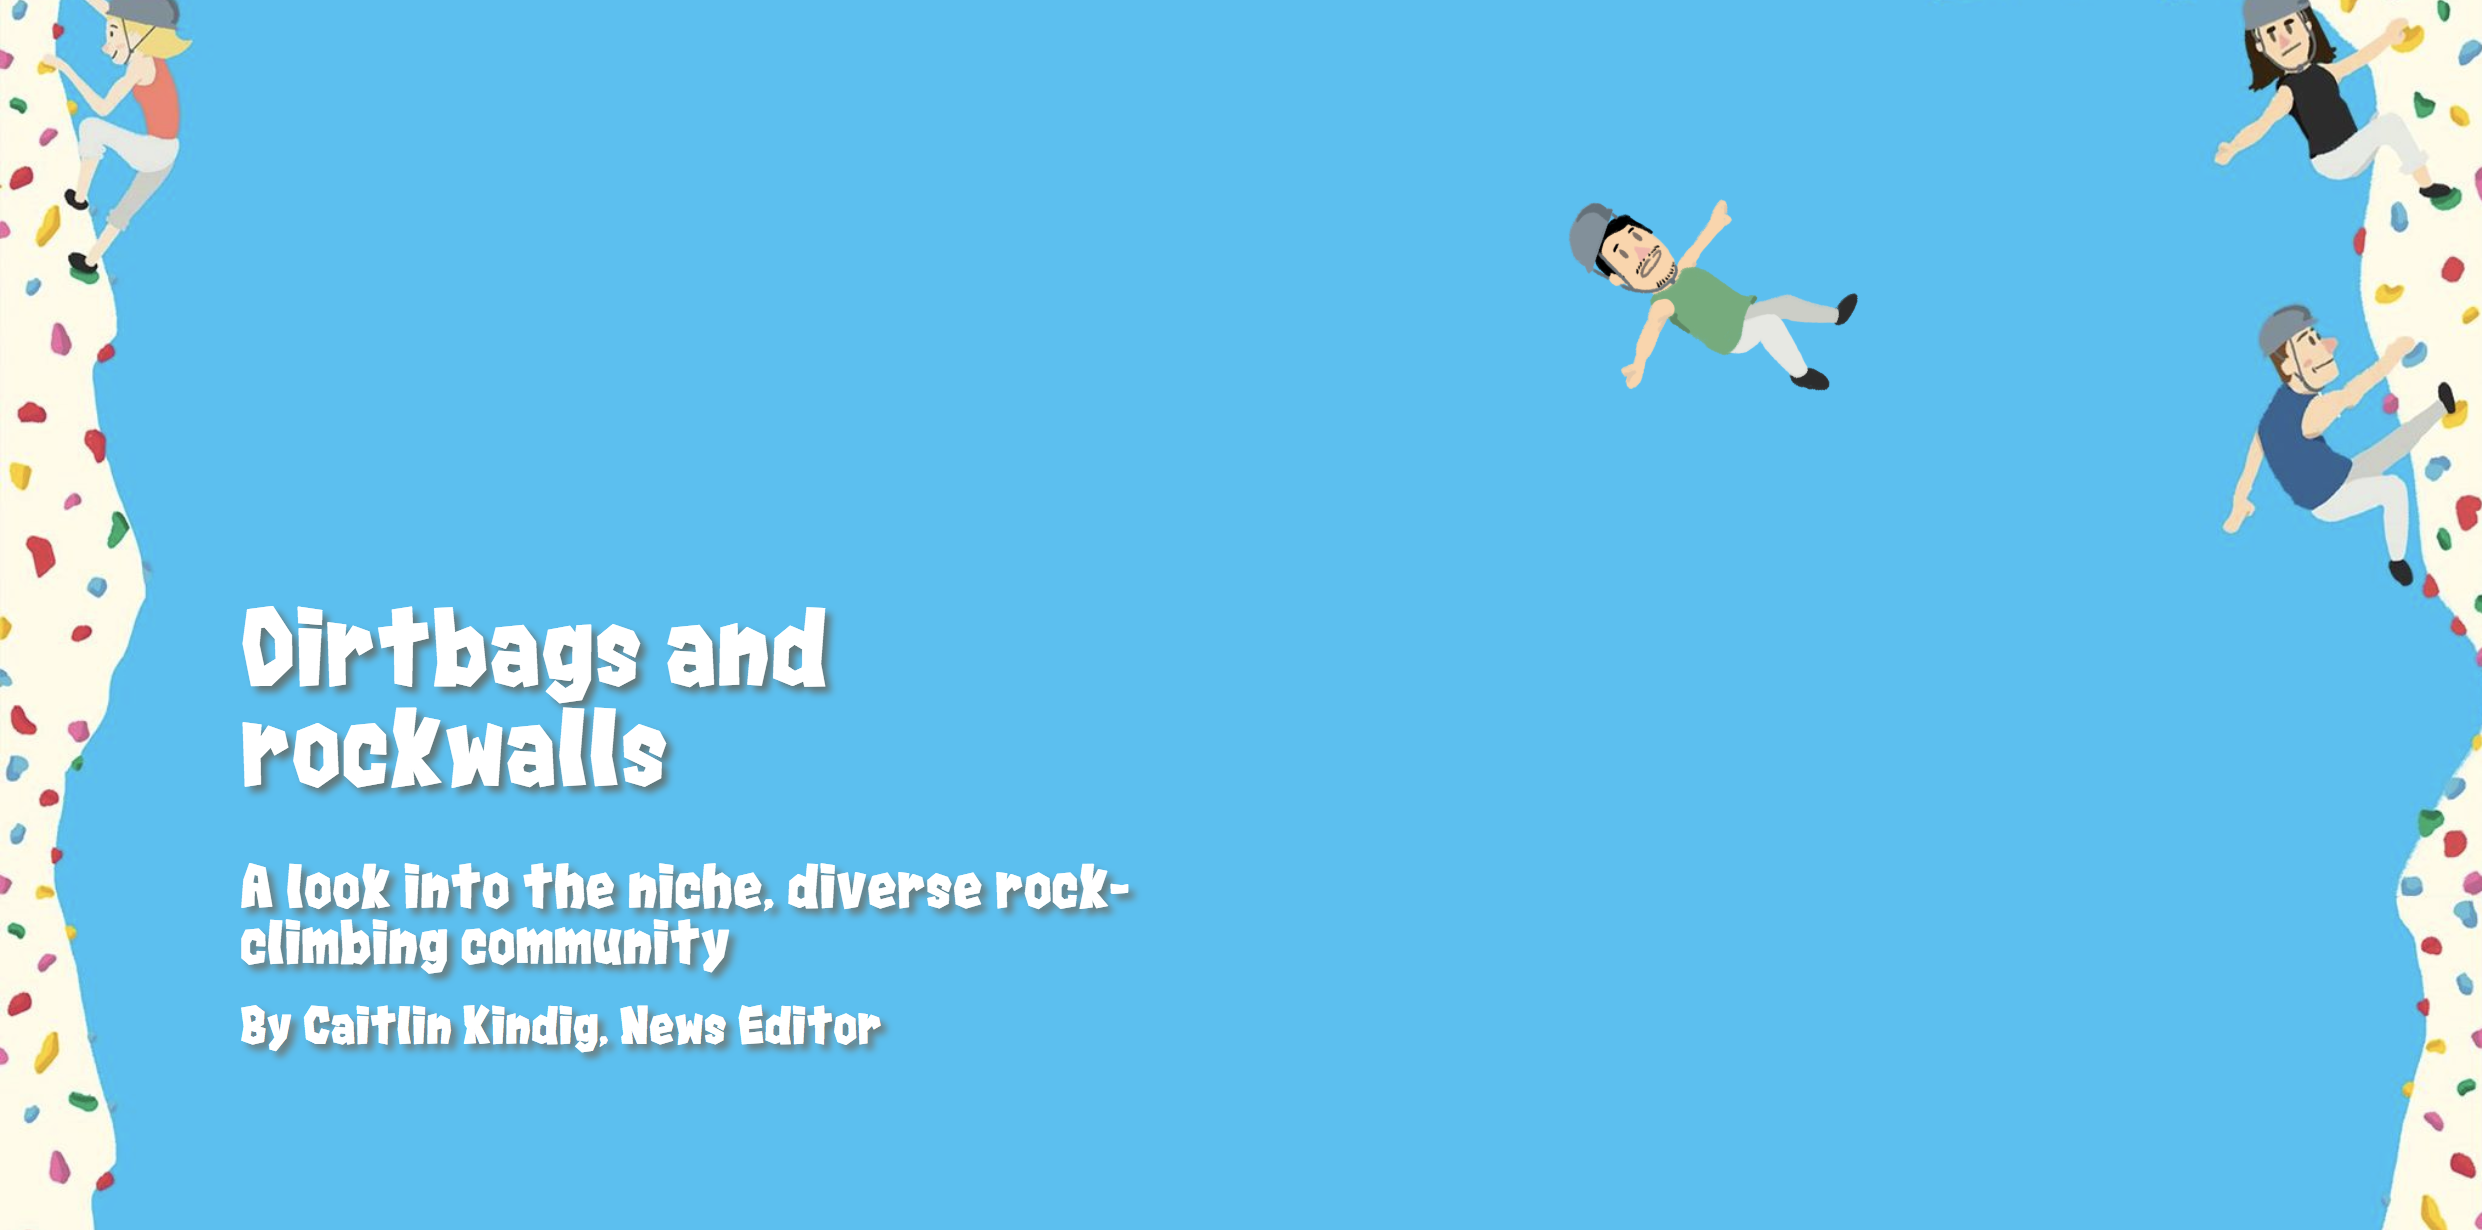 Dirtbags and
rockwalls
A look into the niche, diverse rock-
climbing community
By Caitlin Kindig, News Editor